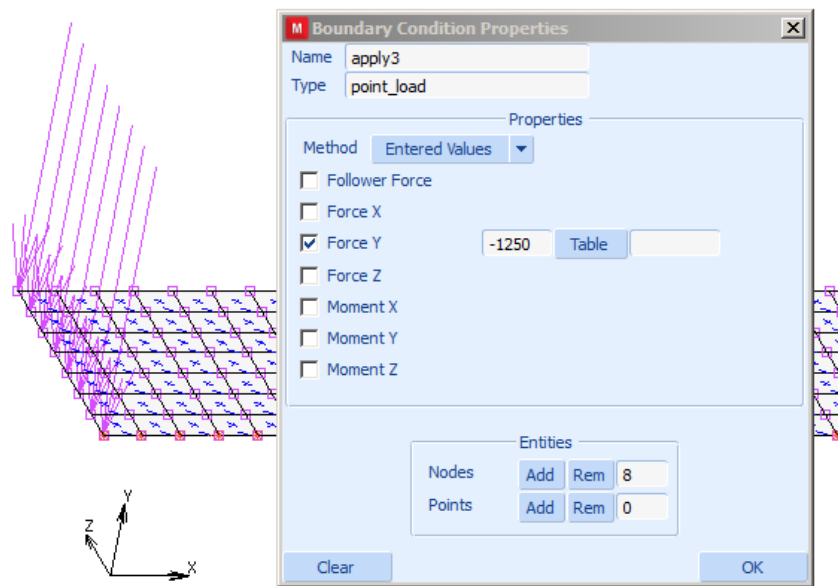 M Boundary Condition Properties
Name apply3
Type point_load
Properties
Method Entered Values
Follower Force
Force X
Force Y -1250 Table
Force Z
Moment X
Moment Y
Moment Z
Entities
Nodes Add Rem 8
Points Add Rem 0
Clear OK
Y
Z
X